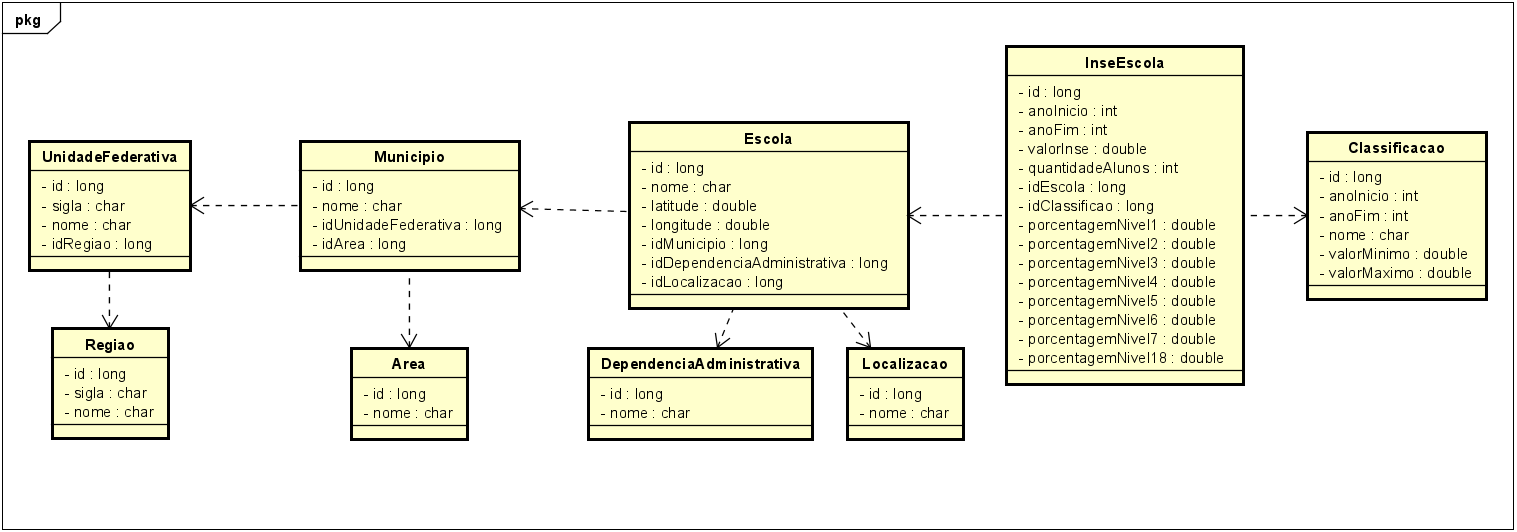 pkg
UnidadeFederativa
- id : long
- sigla : char
- nome : char
- idRegiao : long
Municipio
- id : long
- nome : char
- idUnidadeFederativa : long
- idArea : long
Escola
- id : long
- nome : char
- latitude : double
- longitude : double
- idMunicipio : long
- idDependenciaAdministrativa : long
- idLocalizacao : long
InseEscola
- id : long
- anoInicio : int
- anoFim : int
- valorInse : double
- quantidadeAlunos : int
- idEscola : long
- idClassificao : long
- porcentagemNivel1 : double
- porcentagemNivel2 : double
- porcentagemNivel3 : double
- porcentagemNivel4 : double
- porcentagemNivel5 : double
- porcentagemNivel6 : double
- porcentagemNivel7 : double
- porcentagemNivel18 : double
Classificacao
- id : long
- anoInicio : int
- anoFim : int
- nome : char
- valorMinimo : double
- valorMaximo : double
Regiao
- id : long
- sigla : char
- nome : char
Area
- id : long
- nome : char
DependenciaAdministrativa
- id : long
- nome : char
Localizacao
- id : long
- nome : char